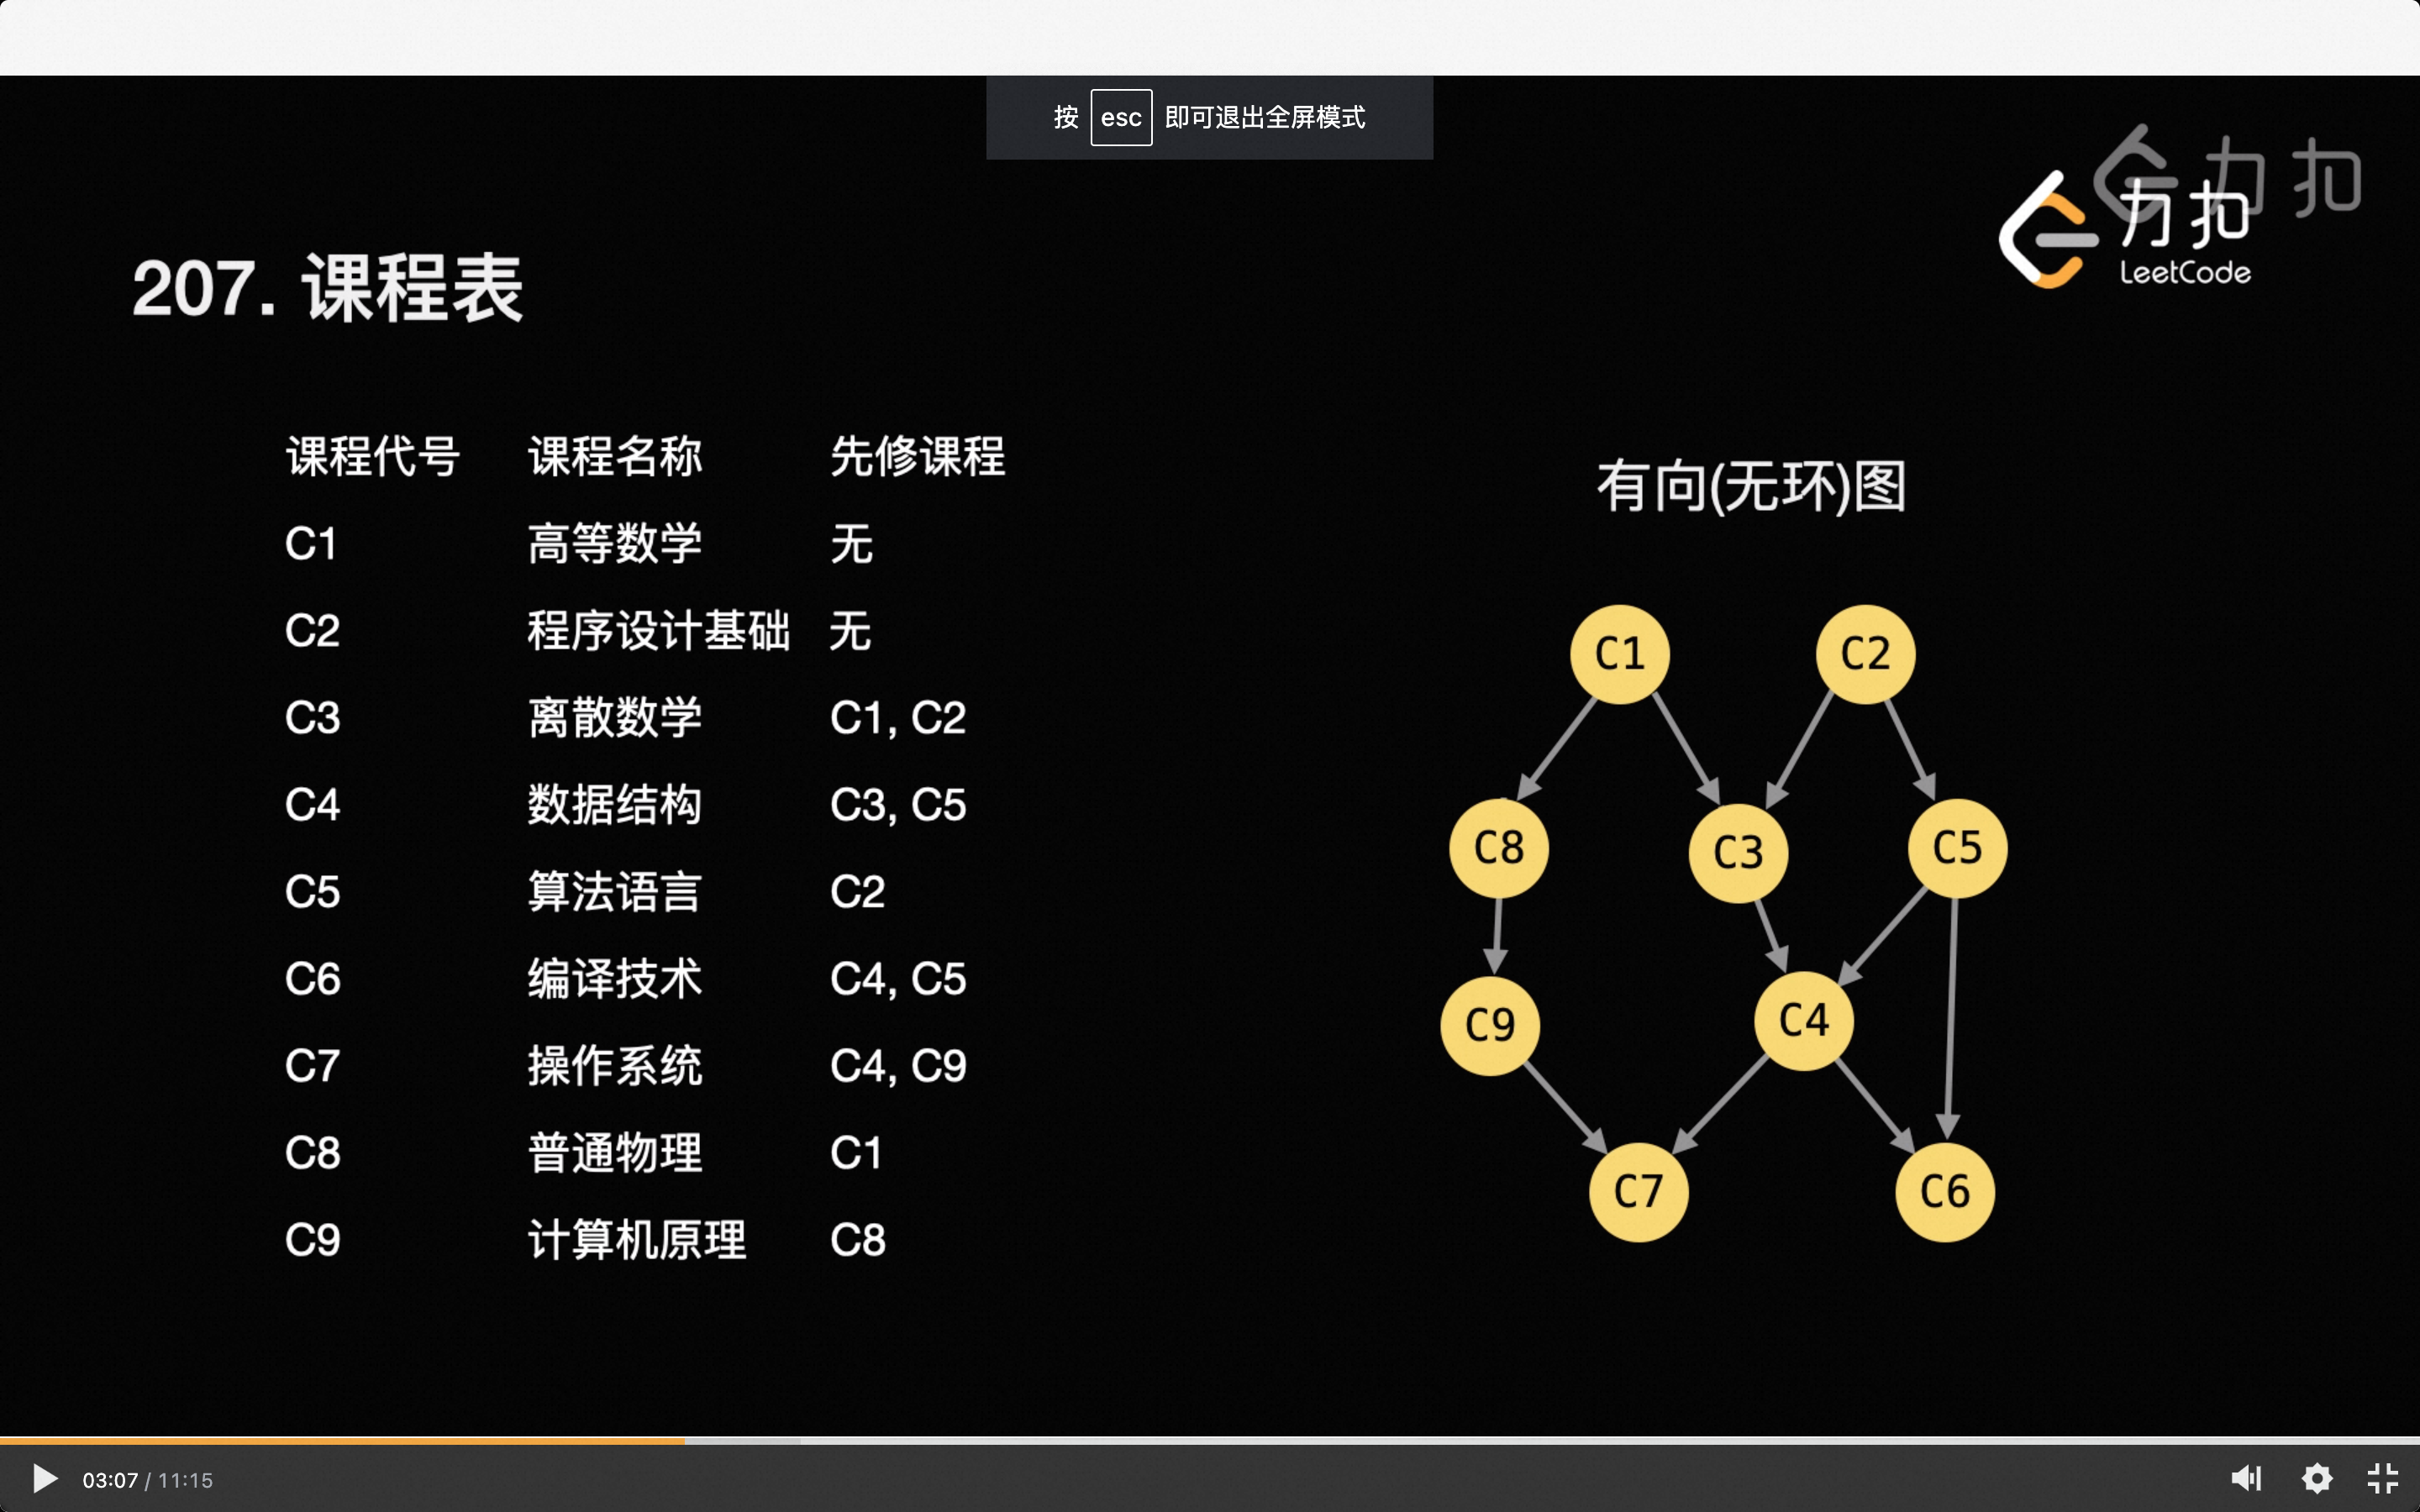 按 esc 即可退出全屏模式
力扣
力扣
LeetCode
207. 课程表
课程代号 课程名称 先修课程
C1 高等数学 无
C2 程序设计基础 无
C3 离散数学 C1, C2
C4 数据结构 C3, C5
C5 算法语言 C2
C6 编译技术 C4, C5
C7 操作系统 C4, C9
C8 普通物理 C1
C9 计算机原理 C8
有向(无环)图
C1 C2
C8 C3 C5
C9 C4
C7 C6
03:07 / 11:15